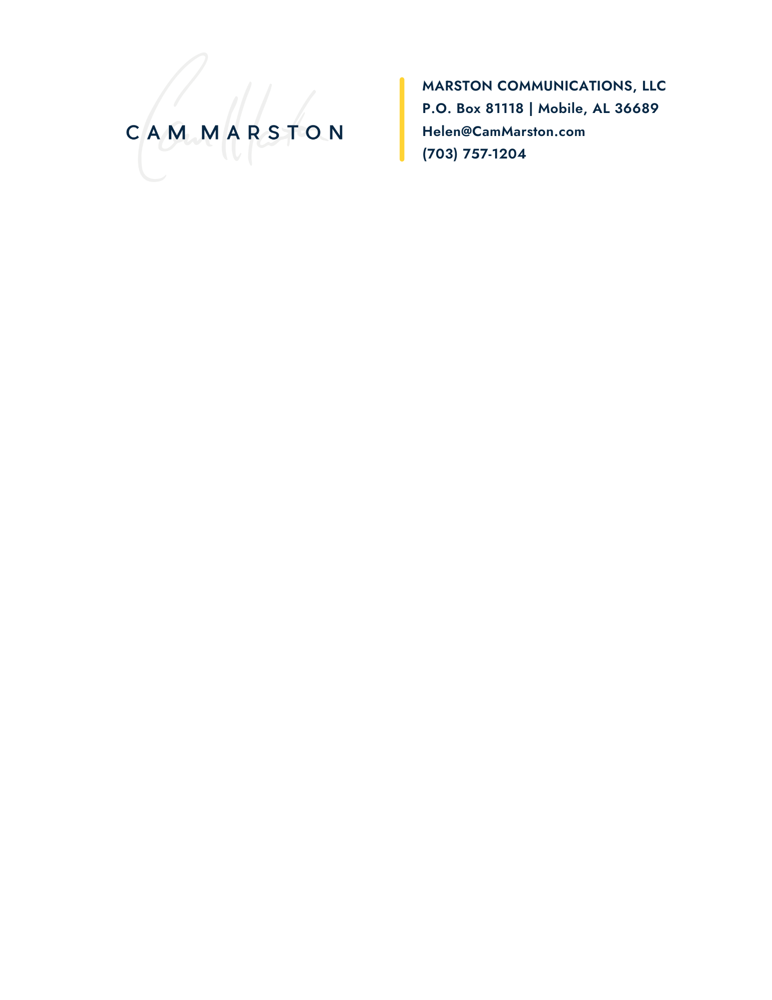 CAM MARSTON
MARSTON COMMUNICATIONS, LLC
P.O. Box 81118 | Mobile, AL 36689
Helen@CamMarston.com
(703) 757-1204